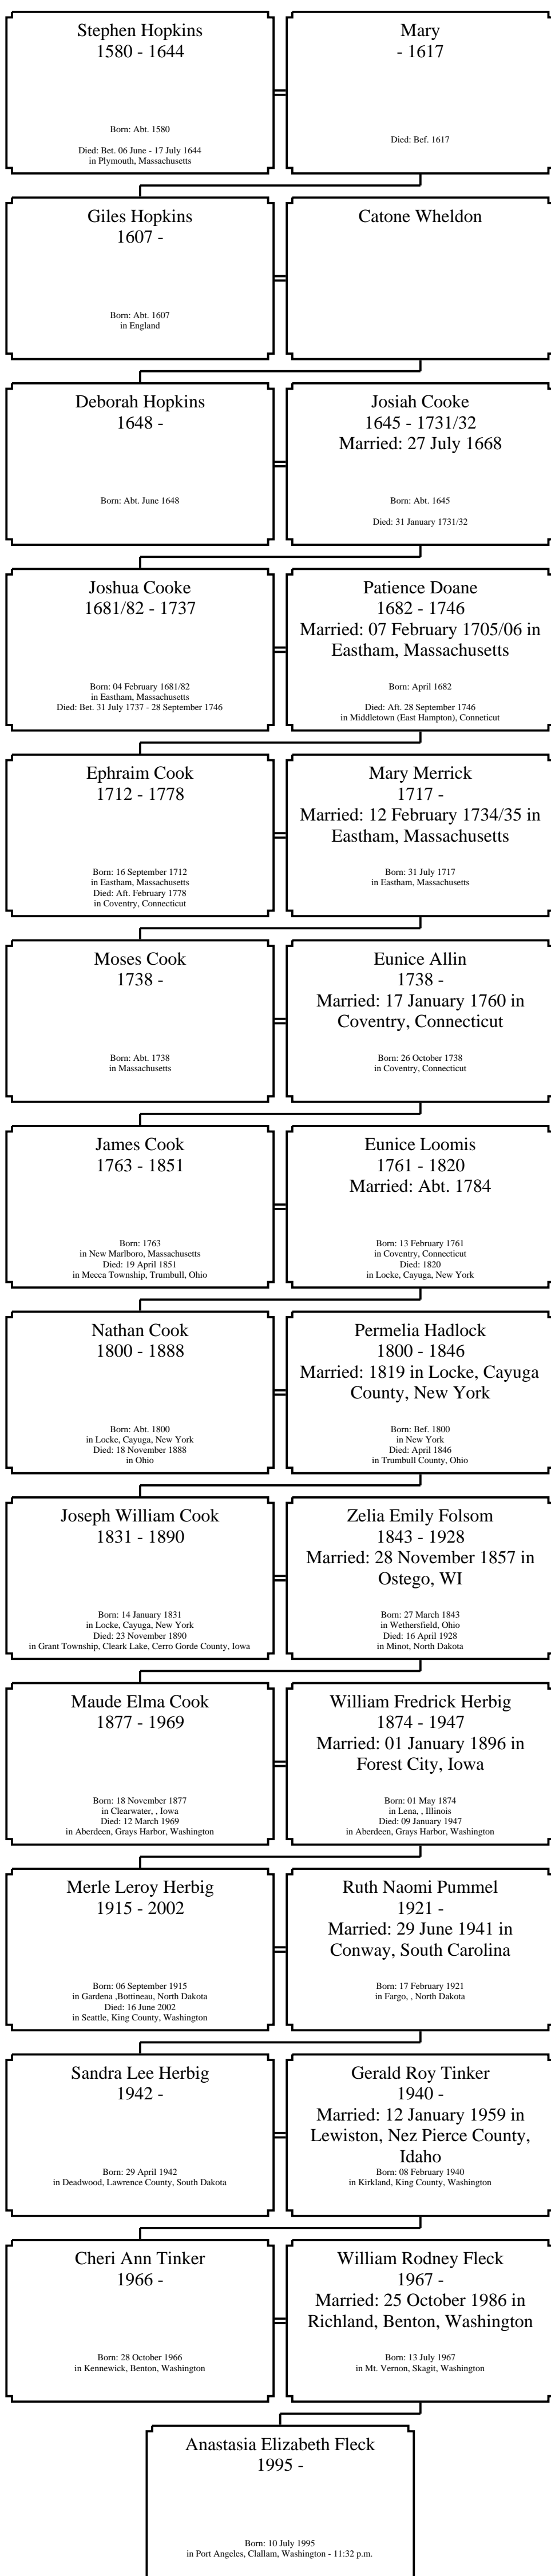 Stephen Hopkins
1580 - 1644
Born: Abt. 1580
Died: Bet. 06 June - 17 July 1644
in Plymouth, Massachusetts
Mary
- 1617
Died: Bef. 1617
Giles Hopkins
1607 -
Born: Abt. 1607
in England
Catone Wheldon
Deborah Hopkins
1648 -
Born: Abt. June 1648
Josiah Cooke
1645 - 1731/32
Married: 27 July 1668
Born: Abt. 1645
Died: 31 January 1731/32
Joshua Cooke
1681/82 - 1737
Born: 04 February 1681/82
in Eastham, Massachusetts
Died: Bet. 31 July 1737 - 28 September 1746
Patience Doane
1682 - 1746
Married: 07 February 1705/06 in
Eastham, Massachusetts
Born: April 1682
Died: Aft. 28 September 1746
in Middletown (East Hampton), Conneticut
Ephraim Cook
1712 - 1778
Born: 16 September 1712
in Eastham, Massachusetts
Died: Aft. February 1778
in Coventry, Connecticut
Mary Merrick
1717 -
Married: 12 February 1734/35 in
Eastham, Massachusetts
Born: 31 July 1717
in Eastham, Massachusetts
Moses Cook
1738 -
Born: Abt. 1738
in Massachusetts
Eunice Allin
1738 -
Married: 17 January 1760 in
Coventry, Connecticut
Born: 26 October 1738
in Coventry, Connecticut
James Cook
1763 - 1851
Born: 1763
in New Marlboro, Massachusetts
Died: 19 April 1851
in Mecca Township, Trumbull, Ohio
Eunice Loomis
1761 - 1820
Married: Abt. 1784
Born: 13 February 1761
in Coventry, Connecticut
Died: 1820
in Locke, Cayuga, New York
Nathan Cook
1800 - 1888
Born: Abt. 1800
in Locke, Cayuga, New York
Died: 18 November 1888
in Ohio
Permelia Hadlock
1800 - 1846
Married: 1819 in Locke, Cayuga
County, New York
Born: Bef. 1800
in New York
Died: April 1846
in Trumbull County, Ohio
Joseph William Cook
1831 - 1890
Born: 14 January 1831
in Locke, Cayuga, New York
Died: 23 November 1890
in Grant Township, Cleark Lake, Cerro Gorde County, Iowa
Zelia Emily Folsom
1843 - 1928
Married: 28 November 1857 in
Ostego, WI
Born: 27 March 1843
in Wethersfield, Ohio
Died: 16 April 1928
in Minot, North Dakota
Maude Elma Cook
1877 - 1969
Born: 18 November 1877
in Clearwater, , Iowa
Died: 12 March 1969
in Aberdeen, Grays Harbor, Washington
William Fredrick Herbig
1874 - 1947
Married: 01 January 1896 in
Forest City, Iowa
Born: 01 May 1874
in Lena, , Illinois
Died: 09 January 1947
in Aberdeen, Grays Harbor, Washington
Merle Leroy Herbig
1915 - 2002
Born: 06 September 1915
in Gardena ,Bottineau, North Dakota
Died: 16 June 2002
in Seattle, King County, Washington
Ruth Naomi Pummel
1921 -
Married: 29 June 1941 in
Conway, South Carolina
Born: 17 February 1921
in Fargo, , North Dakota
Sandra Lee Herbig
1942 -
Born: 29 April 1942
in Deadwood, Lawrence County, South Dakota
Gerald Roy Tinker
1940 -
Married: 12 January 1959 in
Lewiston, Nez Pierce County,
Idaho
Born: 08 February 1940
in Kirkland, King County, Washington
Cheri Ann Tinker
1966 -
Born: 28 October 1966
in Kennewick, Benton, Washington
William Rodney Fleck
1967 -
Married: 25 October 1986 in
Richland, Benton, Washington
Born: 13 July 1967
in Mt. Vernon, Skagit, Washington
Anastasia Elizabeth Fleck
1995 -
Born: 10 July 1995
in Port Angeles, Clallam, Washington - 11:32 p.m.